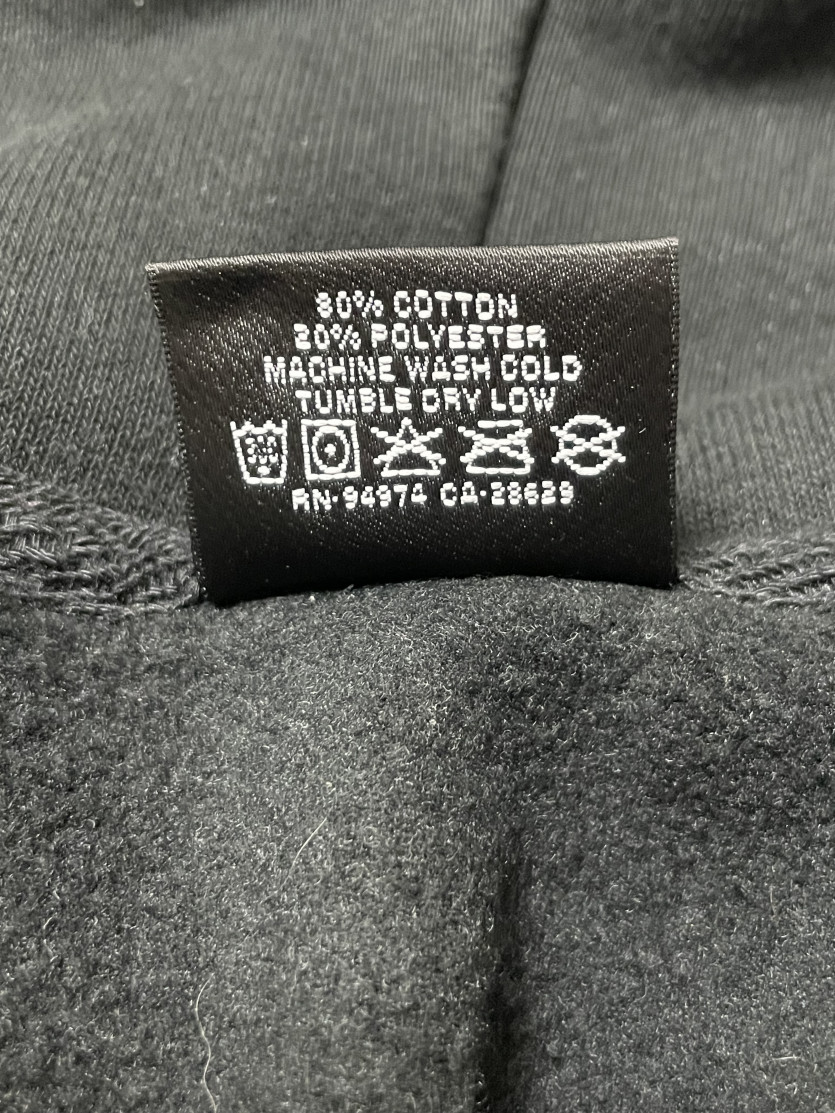 80% COTTON
20% POLYESTER
MACHINE WASH COLD
TUMBLE DRY LOW
RN-94974 CA-28629